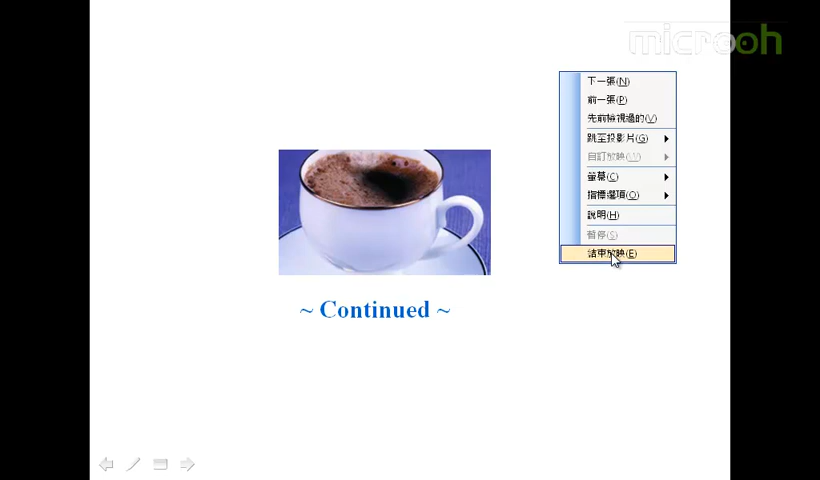 microoh
下一張(N)
前一張(P)
先前檢視過的(V)
跳至投影片(G)
自訂放映(W)
螢幕(C)
指標選項(O)
說明(H)
暫停(S)
結束放映(E)
~ Continued ~